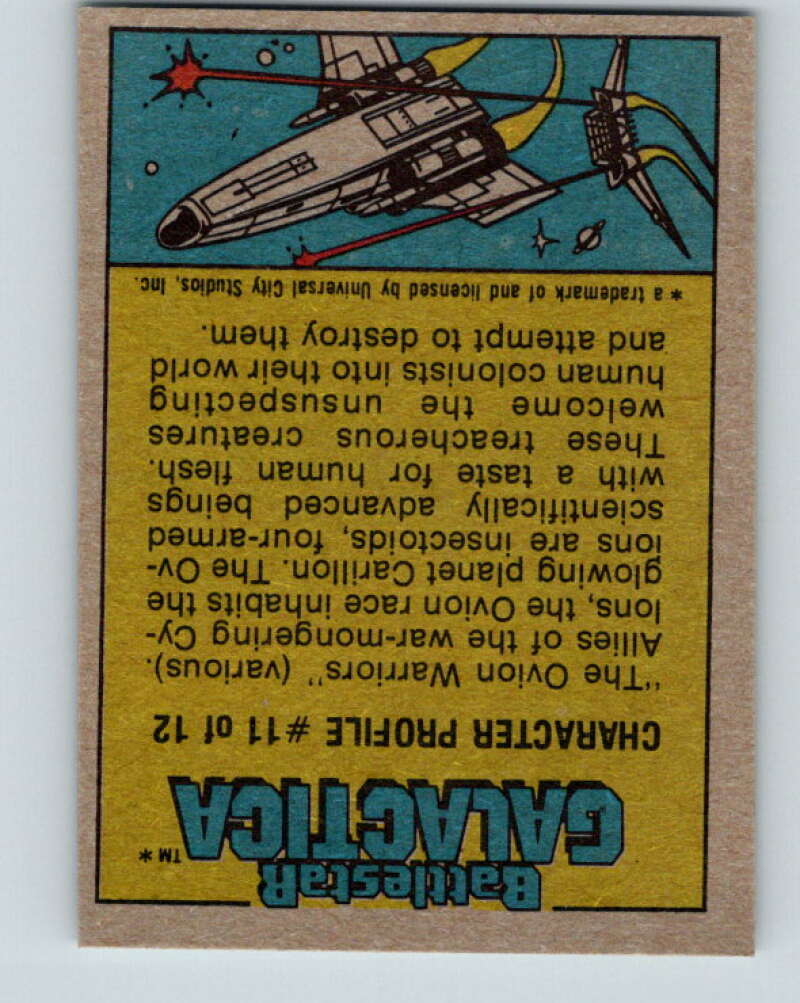 BattlestaR
GALACTICA ™*
CHARACTER PROFILE #11 of 12
"The Ovion Warriors" (various).
Allies of the war-mongering Cy-
lons, the Ovion race inhabits the
glowing planet Carillon. The Ov-
ions are insectoids, four-armed
scientifically advanced beings
with a taste for human flesh.
These treacherous creatures
welcome the unsuspecting
human colonists into their world
and attempt to destroy them.
* a trademark of and licensed by Universal City Studios, Inc.